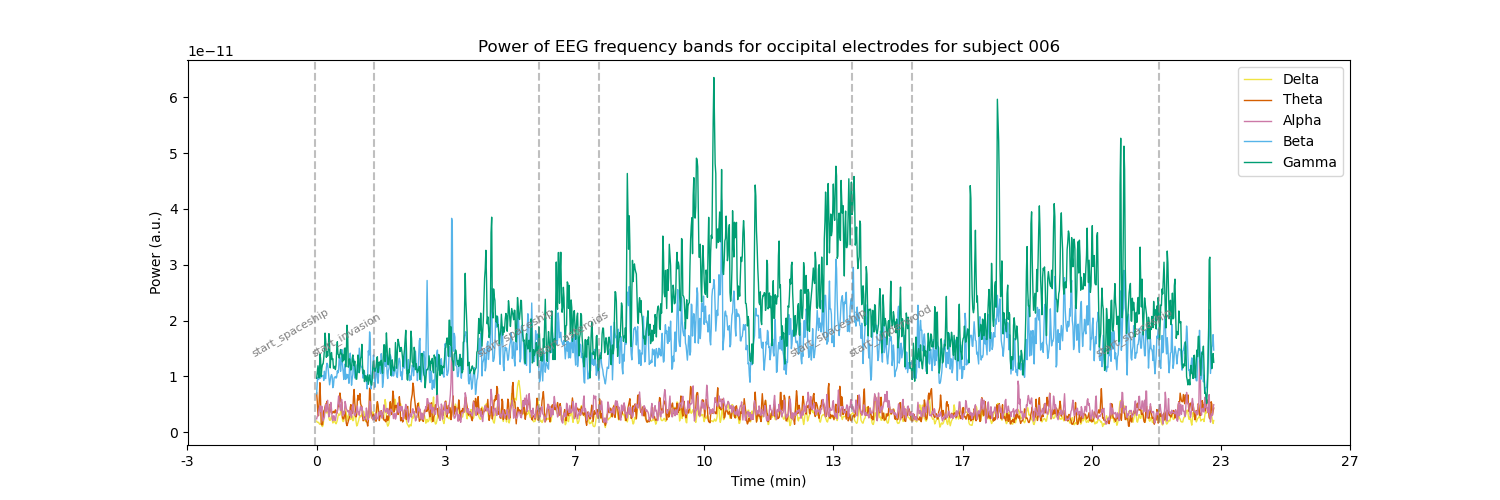 Power of EEG frequency bands for occipital electrodes for subject 006
1e−11
Delta
Theta
Alpha
Beta
Gamma
6
5
4
3
2
1
0
Power (a.u.)
start_spaceship
start_invasion
start_spaceship
start_spaceship
-3
0
3
7
10
13
17
20
23
27
Time (min)